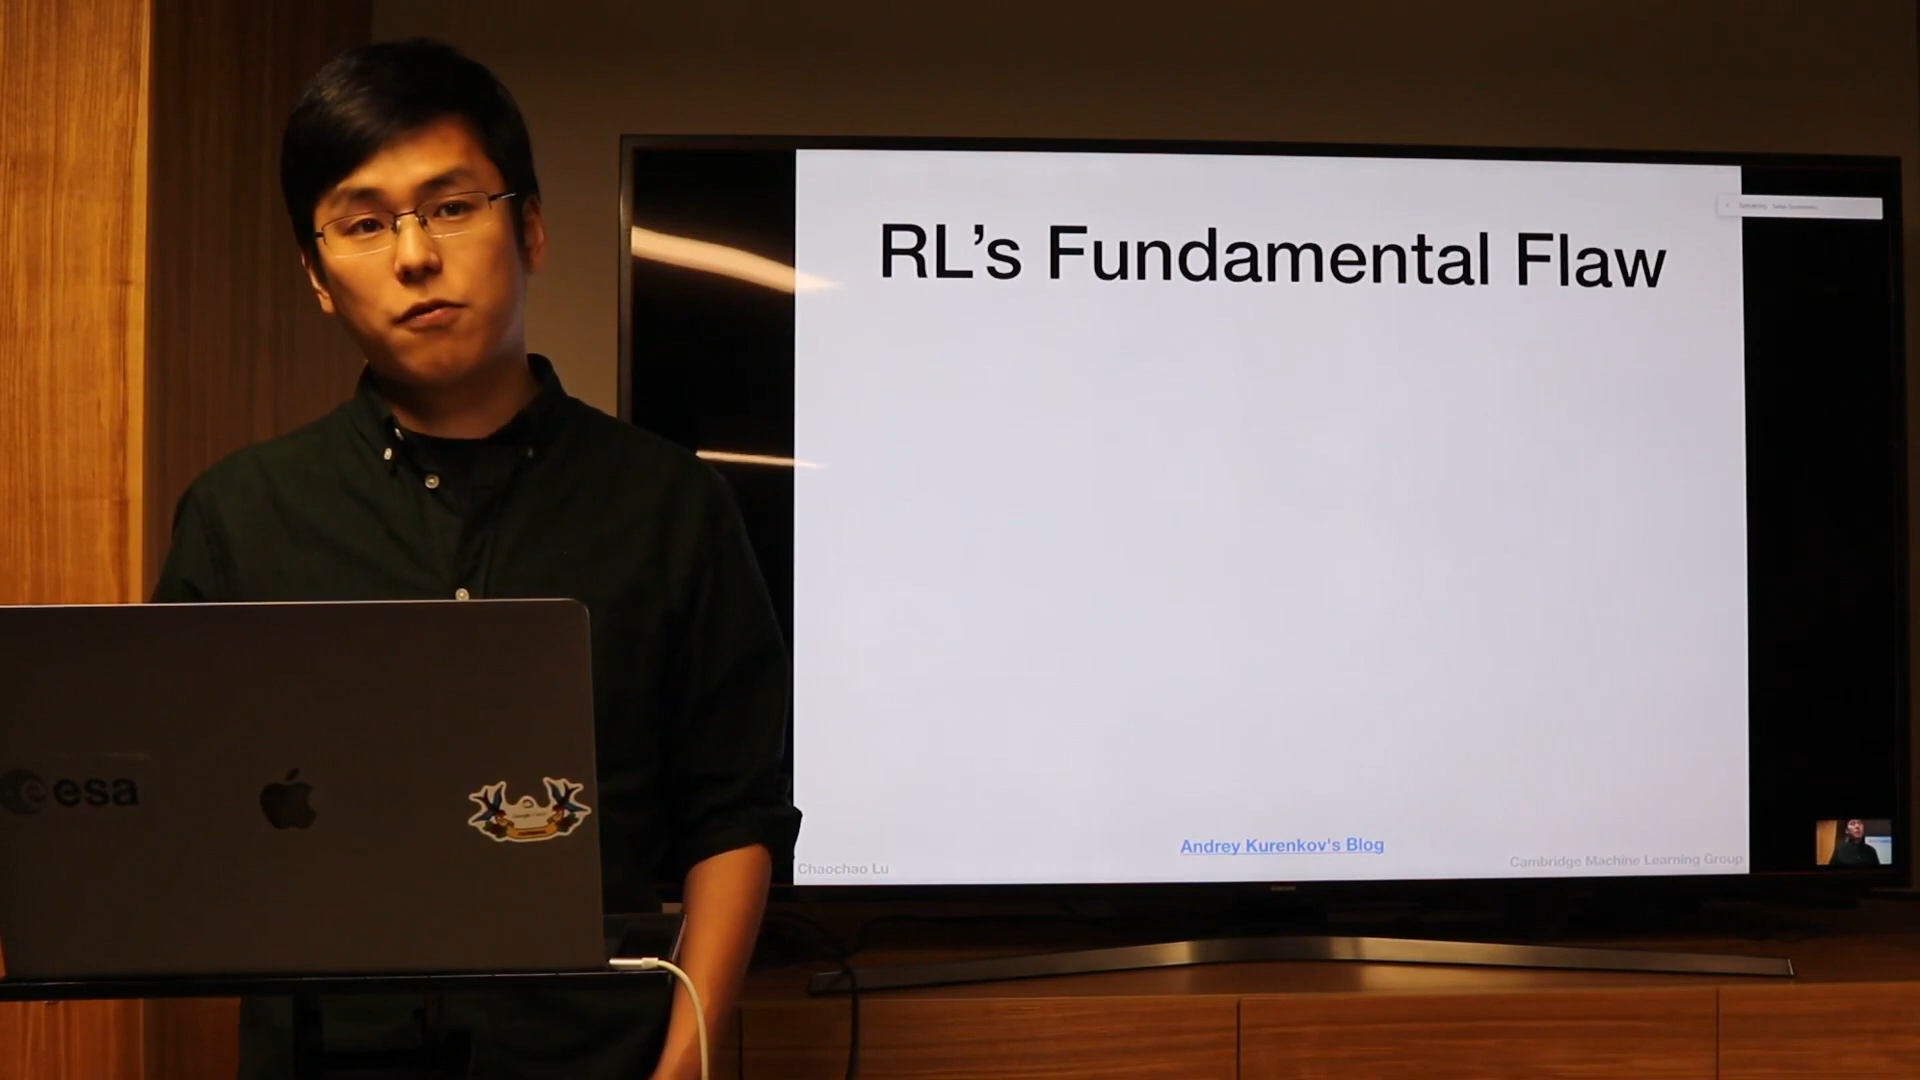 RL's Fundamental Flaw
Andrey Kurenkov's Blog
Chaochao Lu
Cambridge Machine Learning Group
esa